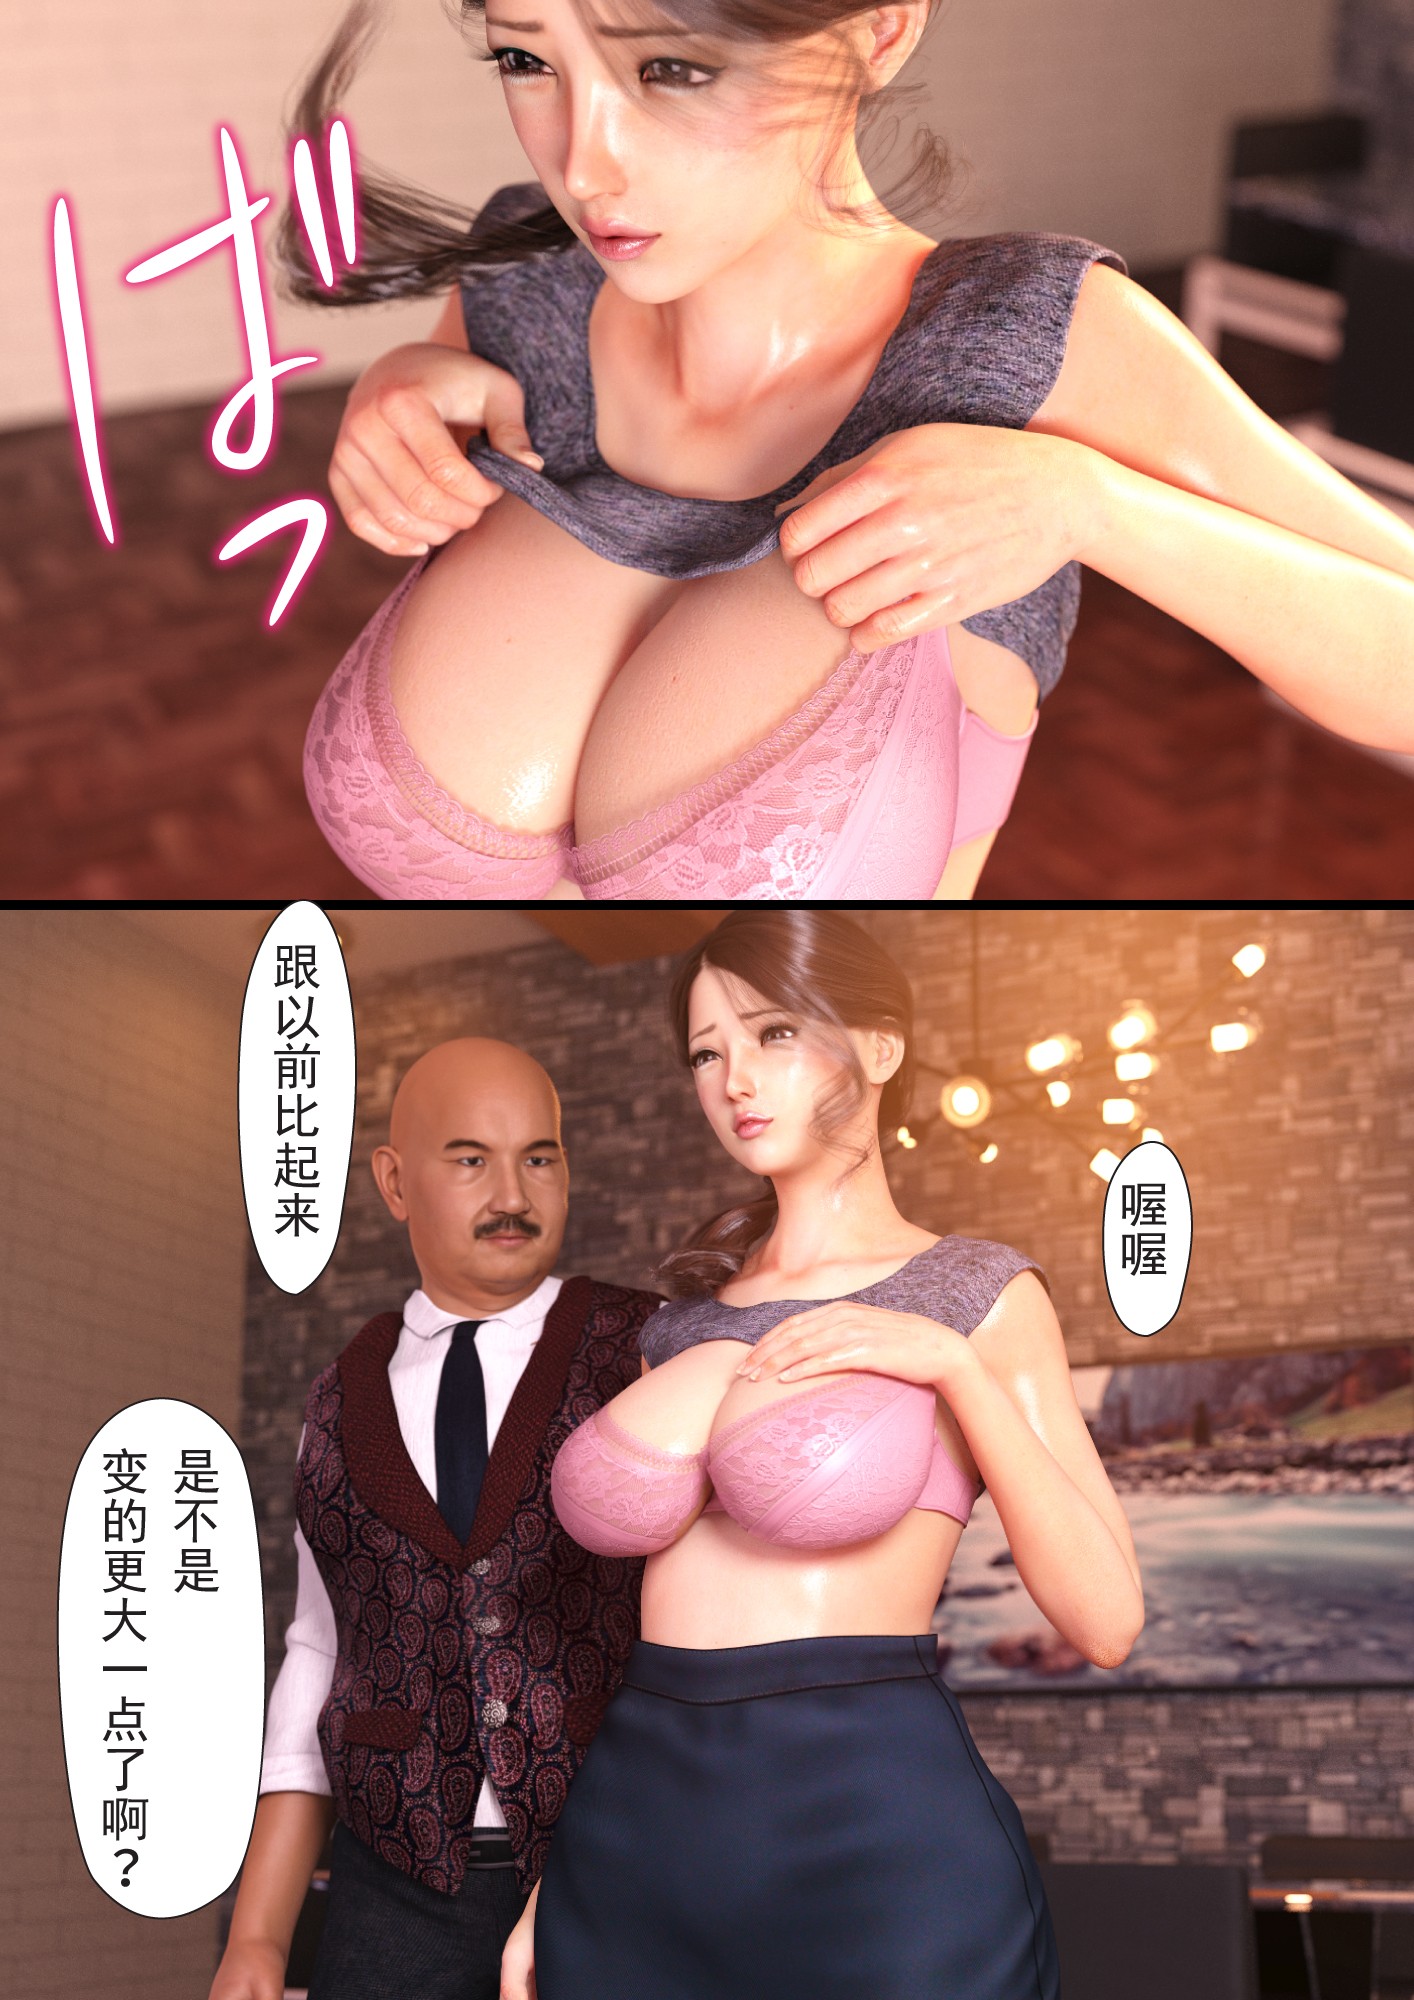 ばっ
喔喔
跟以前比起来
是不是
变的更大一点了啊？